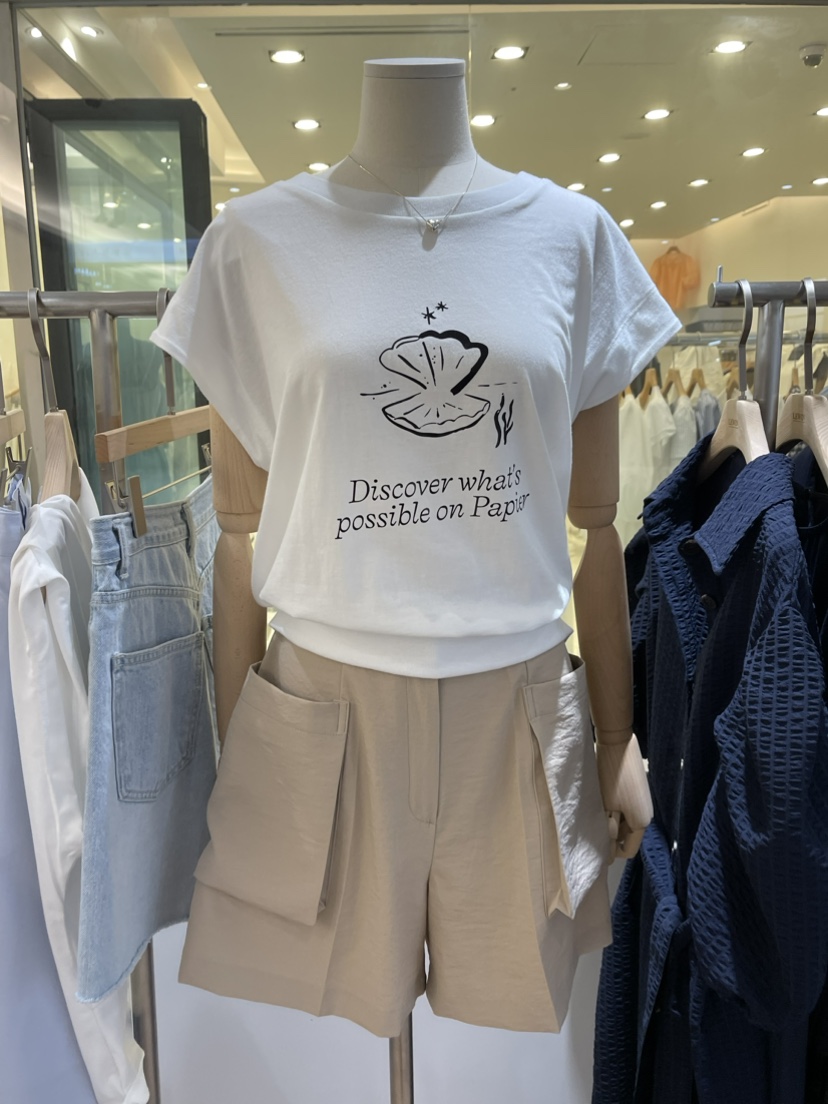 Discover what's
possible on Papier